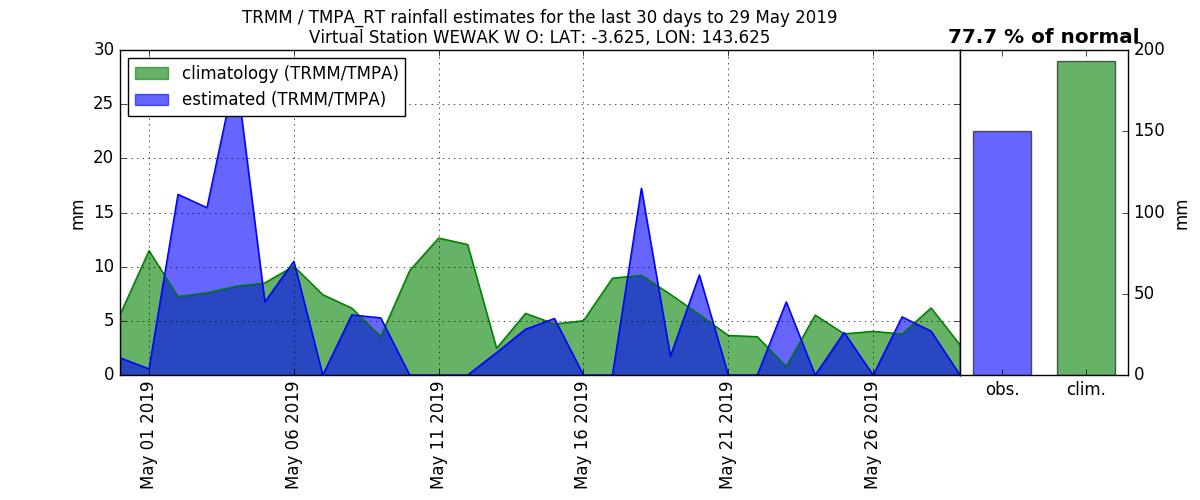 TRMM / TMPA_RT rainfall estimates for the last 30 days to 29 May 2019
Virtual Station WEWAK W O: LAT: -3.625, LON: 143.625
77.7 % of normal
climatology (TRMM/TMPA)
estimated (TRMM/TMPA)
30
25
20
15
10
5
0
mm
May 01 2019
May 06 2019
May 11 2019
May 16 2019
May 21 2019
May 26 2019
obs.
clim.
200
150
100
50
0
mm